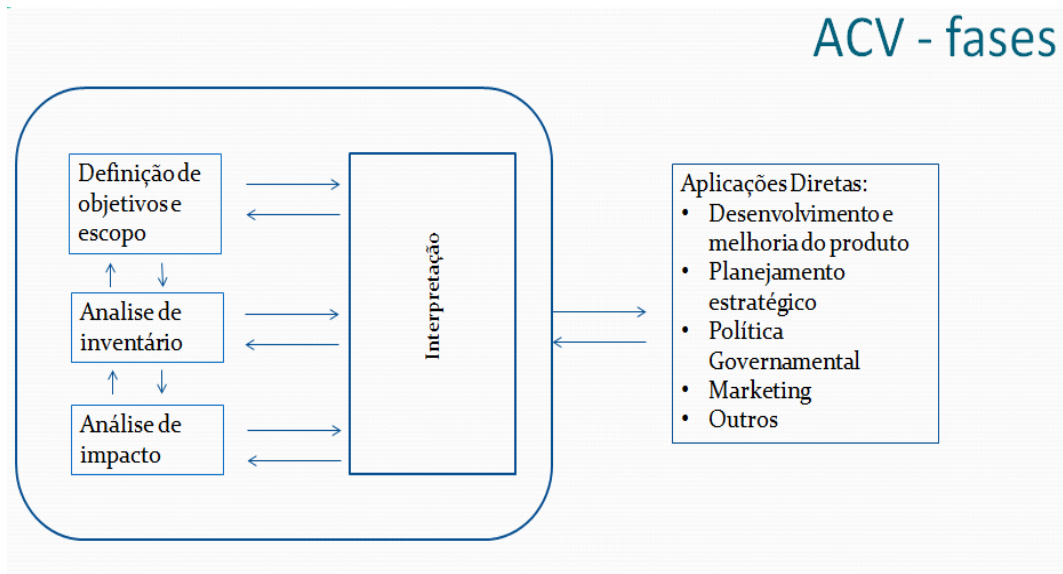 ACV - fases
Definição de
objetivos e
escopo
Analise de
inventário
Análise de
impacto
Interpretação
Aplicações Diretas:
• Desenvolvimento e
melhoria do produto
• Planejamento
estratégico
• Política
Governamental
• Marketing
• Outros